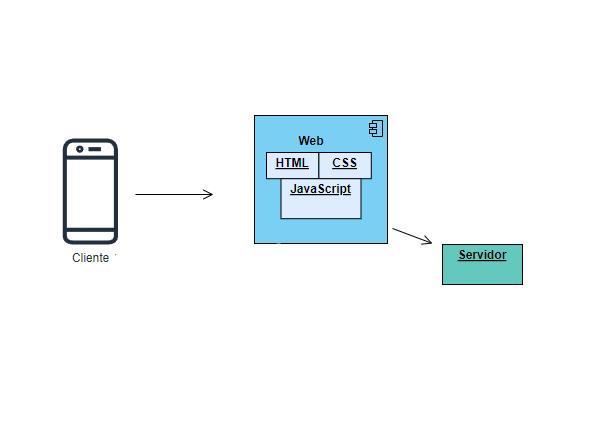 Web
HTML CSS
JavaScript
Cliente
Servidor